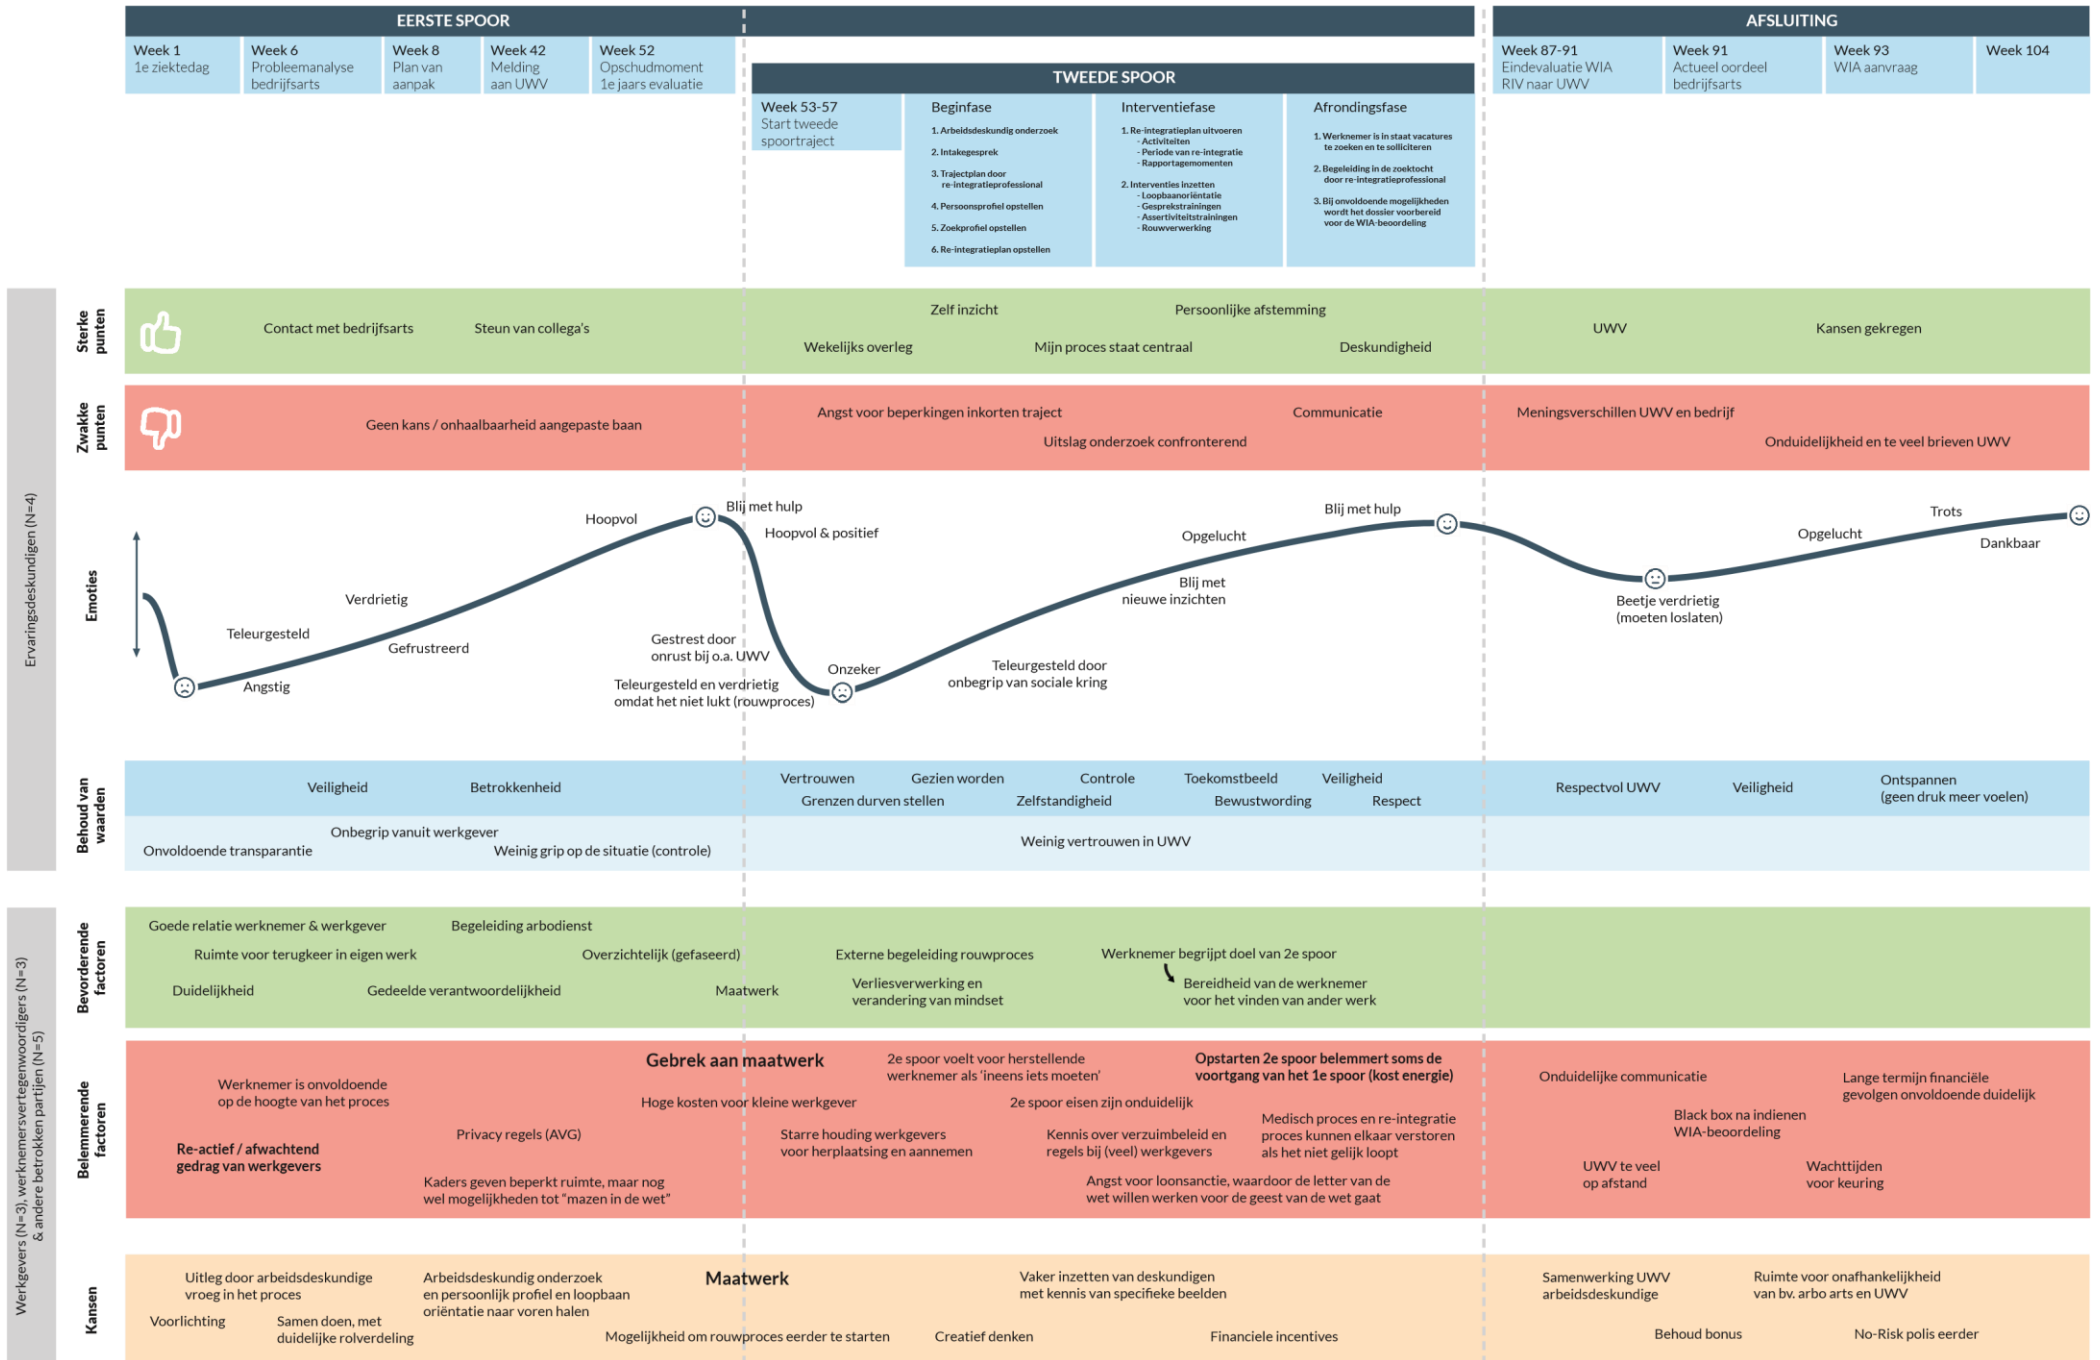 EERSTE SPOOR
AFSLUITING
Week 1
1e ziektedag
Week 6
Probleemanalyse
bedrijfsarts
Week 8
Plan van
aanpak
Week 42
Melding
aan UWV
Week 52
Opschudmoment
1e jaars evaluatie
TWEEDE SPOOR
Week 53-57
Start tweede
spoortraject
Beginfase
1. Arbeidsdeskundig onderzoek
2. Intakegesprek
3. Trajectplan door
re-integratieprofessional
4. Persoonsprofiel opstellen
5. Zoekprofiel opstellen
6. Re-integratieplan opstellen
Interventiefase
1. Re-integratieplan uitvoeren
- Activiteiten
- Periode van re-integratie
- Rapportagemomenten
2. Interventies inzetten
- Loopbaanoriëntatie
- Gesprekstrainingen
- Assertiviteitstrainingen
- Rouwverwerking
Afrondingsfase
1. Werknemer is in staat vacatures
te zoeken en te solliciteren
2. Begeleiding in de zoektocht
door re-integratieprofessional
3. Bij onvoldoende mogelijkheden
wordt het dossier voorbereid
voor de WIA-beoordeling
Week 87-91
Eindevaluatie WIA
RIV naar UWV
Week 91
Actueel oordeel
bedrijfsarts
Week 93
WIA aanvraag
Week 104
Ervaringsdeskundigen (N=4)
Sterke
punten
Contact met bedrijfsarts
Steun van collega's
Zelf inzicht
Persoonlijke afstemming
Wekelijks overleg
Mijn proces staat centraal
Deskundigheid
UWV
Kansen gekregen
Zwakke
punten
Geen kans / onhaalbaarheid aangepaste baan
Angst voor beperkingen inkorten traject
Communicatie
Uitslag onderzoek confronterend
Meningsverschillen UWV en bedrijf
Onduidelijkheid en te veel brieven UWV
Emoties
Teleurgesteld
Angstig
Verdrietig
Gefrustreerd
Hoopvol
Blij met hulp
Hoopvol & positief
Gestrest door
onrust bij o.a. UWV
Teleurgesteld en verdrietig
omdat het niet lukt (rouwproces)
Onzeker
Teleurgesteld door
onbegrip van sociale kring
Blij met
nieuwe inzichten
Opgelucht
Blij met hulp
Beetje verdrietig
(moeten loslaten)
Opgelucht
Trots
Dankbaar
Behoud van
waarden
Veiligheid
Betrokkenheid
Vertrouwen
Gezien worden
Controle
Toekomstbeeld
Veiligheid
Grenzen durven stellen
Zelfstandigheid
Bewustwording
Respect
Respectvol UWV
Veiligheid
Ontspannen
(geen druk meer voelen)
Onbegrip vanuit werkgever
Onvoldoende transparantie
Weinig grip op de situatie (controle)
Weinig vertrouwen in UWV
Werkgevers (N=3), werknemersvertegenwoordigers (N=3)
& andere betrokken partijen (N=5)
Bevorderende
factoren
Goede relatie werknemer & werkgever
Begeleiding arbodienst
Ruimte voor terugkeer in eigen werk
Overzichtelijk (gefaseerd)
Duidelijkheid
Gedeelde verantwoordelijkheid
Maatwerk
Externe begeleiding rouwproces
Verliesverwerking en
verandering van mindset
Werknemer begrijpt doel van 2e spoor
Bereidheid van de werknemer
voor het vinden van ander werk
Belemmerende
factoren
Gebrek aan maatwerk
Werknemer is onvoldoende
op de hoogte van het proces
Hoge kosten voor kleine werkgever
Privacy regels (AVG)
Re-actief / afwachtend
gedrag van werkgevers
Kaders geven beperkt ruimte, maar nog
wel mogelijkheden tot "mazen in de wet"
2e spoor voelt voor herstellende
werknemer als 'ineens iets moeten'
Opstarten 2e spoor belemmert soms de
voortgang van het 1e spoor (kost energie)
2e spoor eisen zijn onduidelijk
Starre houding werkgevers
voor herplaatsing en aannemen
Kennis over verzuimbeleid en
regels bij (veel) werkgevers
Medisch proces en re-integratie
proces kunnen elkaar verstoren
als het niet gelijk loopt
Angst voor loonsanctie, waardoor de letter van de
wet willen werken voor de geest van de wet gaat
Onduidelijke communicatie
Lange termijn financiële
gevolgen onvoldoende duidelijk
Black box na indienen
WIA-beoordeling
UWV te veel
op afstand
Wachttijden
voor keuring
Kansen
Uitleg door arbeidsdeskundige
vroeg in het proces
Arbeidsdeskundig onderzoek
en persoonlijk profiel en loopbaan
oriëntatie naar voren halen
Maatwerk
Voorlichting
Samen doen, met
duidelijke rolverdeling
Mogelijkheid om rouwproces eerder te starten
Vaker inzetten van deskundigen
met kennis van specifieke beelden
Creatief denken
Financiele incentives
Samenwerking UWV
arbeidsdeskundige
Ruimte voor onafhankelijkheid
van bv. arbo arts en UWV
Behoud bonus
No-Risk polis eerder